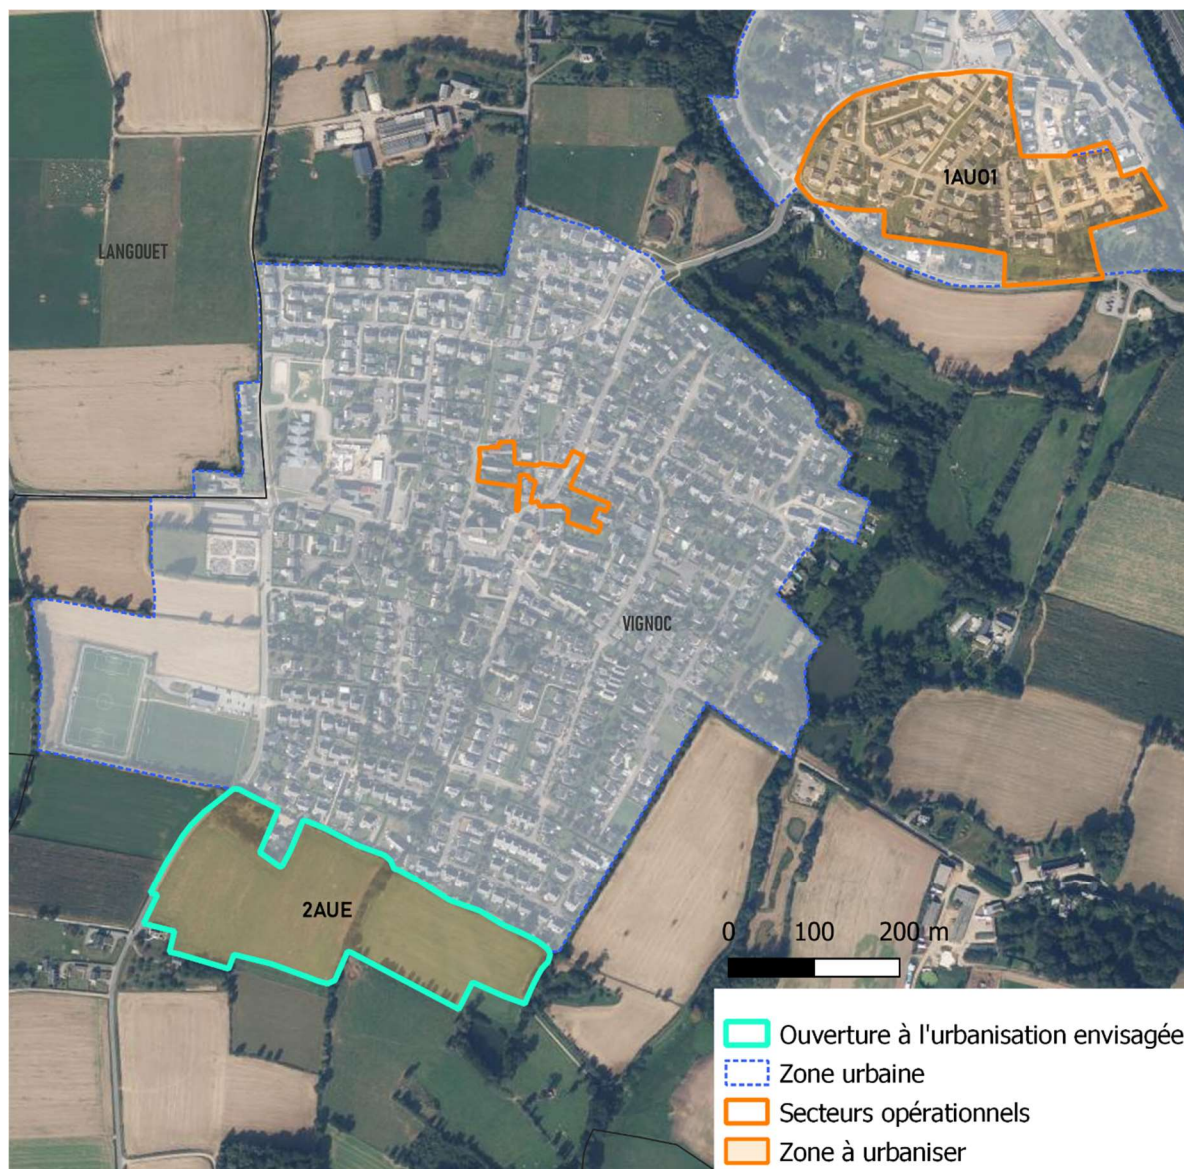 1AUO1
LANGOUET
VIGNOC
2AUE
0 100 200 m
Ouverture à l'urbanisation envisagée
Zone urbaine
Secteurs opérationnels
Zone à urbaniser